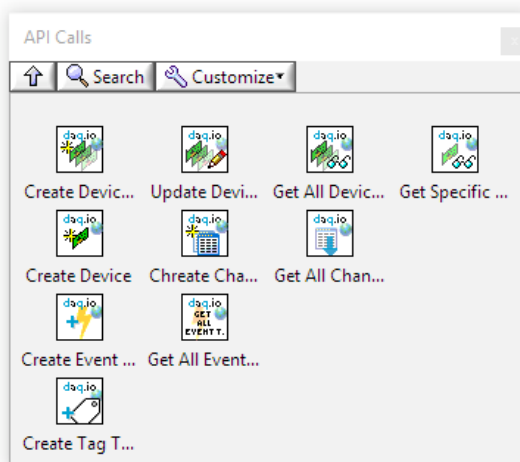 API Calls
x
Search Customize
daq.io daq.io daq.io daq.io
Create Devic... Update Devi... Get All Devic... Get Specific ...
daq.io daq.io daq.io
Create Device Chreate Cha... Get All Chan...
daq.io daq.io
GET
ALL
EVENT T.
Create Event ... Get All Event...
daq.io
Create Tag T...